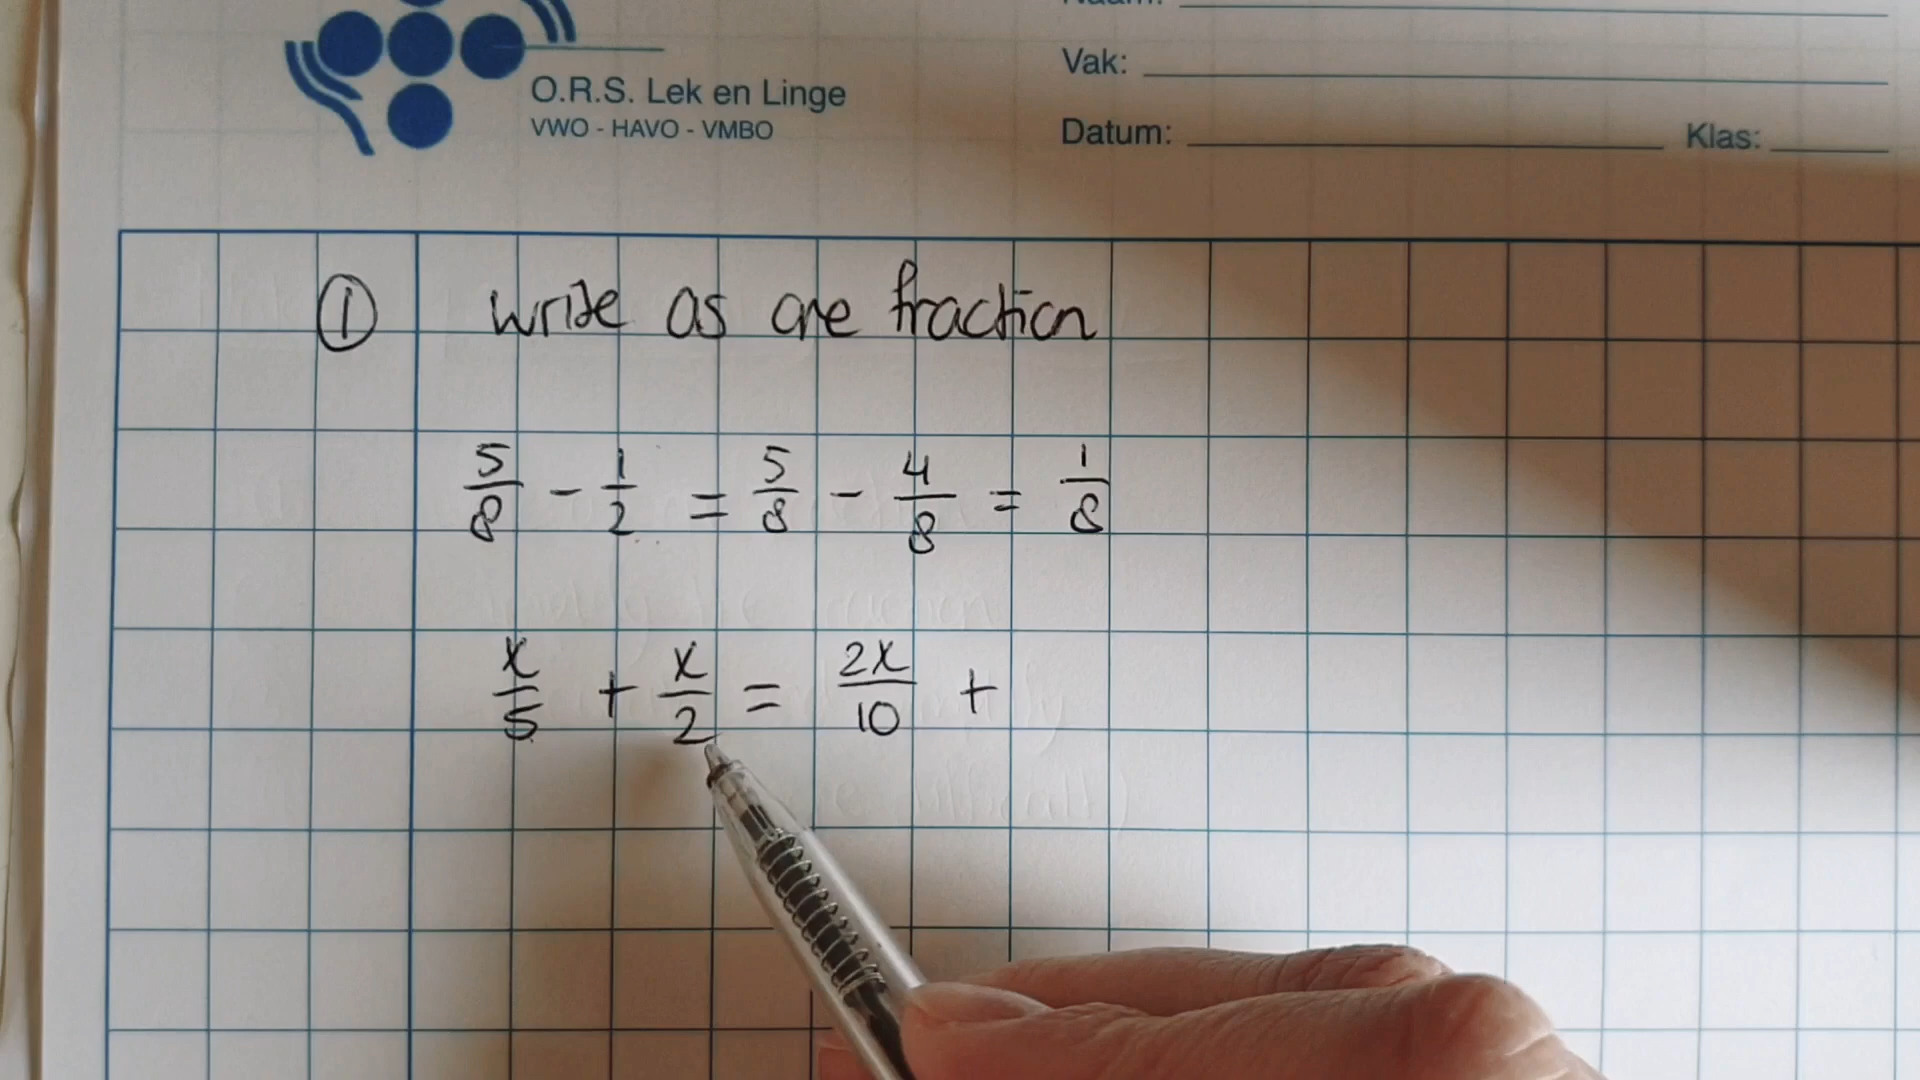 Vak:
O.R.S. Lek en Linge
VWO - HAVO - VMBO
Datum: Klas:
① write as one fraction
5/8 - 1/2 = 5/8 - 4/8 = 1/8
x/5 + x/2 = 2x/10 +